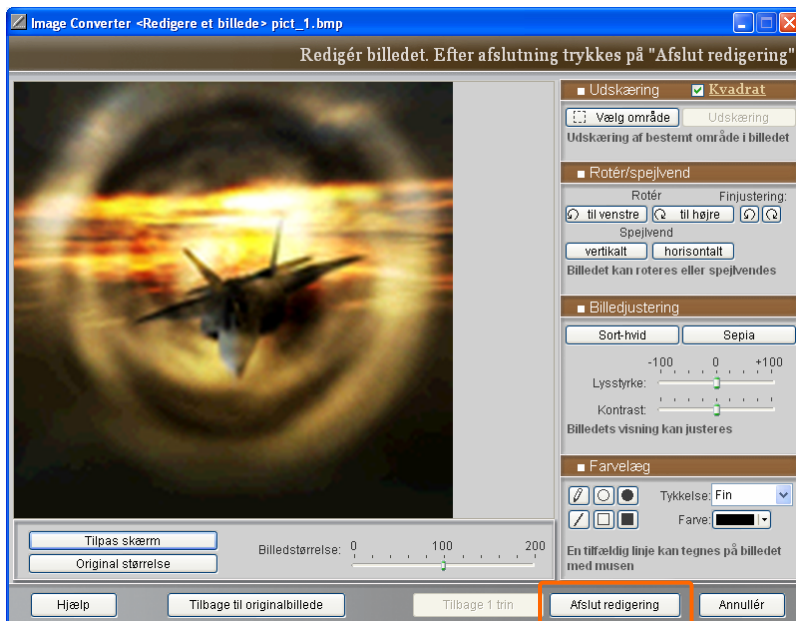 Image Converter <Redigere et billede> pict_1.bmp
Redigér billedet. Efter afslutning trykkes på "Afslut redigering"
Udskæring Kvadrat
Vælg område Udskæring
Udskæring af bestemt område i billedet
Rotér/spejlvend
Rotér Finjustering:
til venstre til højre
Spejlvend
vertikalt horisontalt
Billedet kan roteres eller spejlvendes
Billedjustering
Sort-hvid Sepia
-100 0 +100
Lysstyrke:
Kontrast:
Billedets visning kan justeres
Farvelæg
Tykkelse: Fin
Farve:
En tilfældig linje kan tegnes på billedet
med musen
Tilpas skærm
Original størrelse
Billedstørrelse: 0 100 200
Hjælp Tilbage til originalbillede Tilbage 1 trin Afslut redigering Annullér